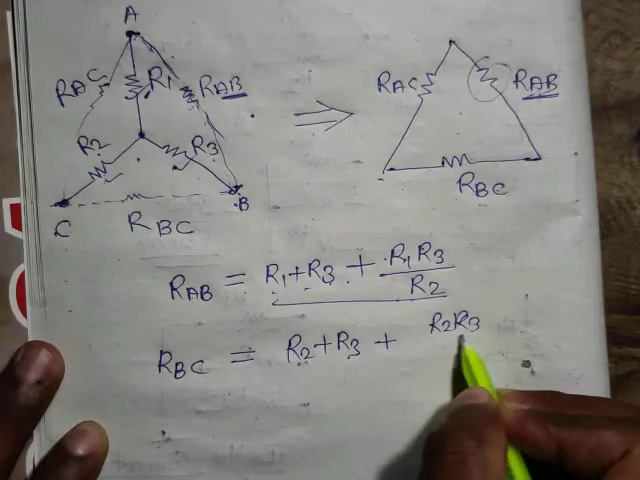 A
RAC R1 RAB
R2 R3
C RBC B
⇒
RAC RAB
RBC
RAB = R1+R3 + R1R3/R2
RBC = R2+R3 + R2R3